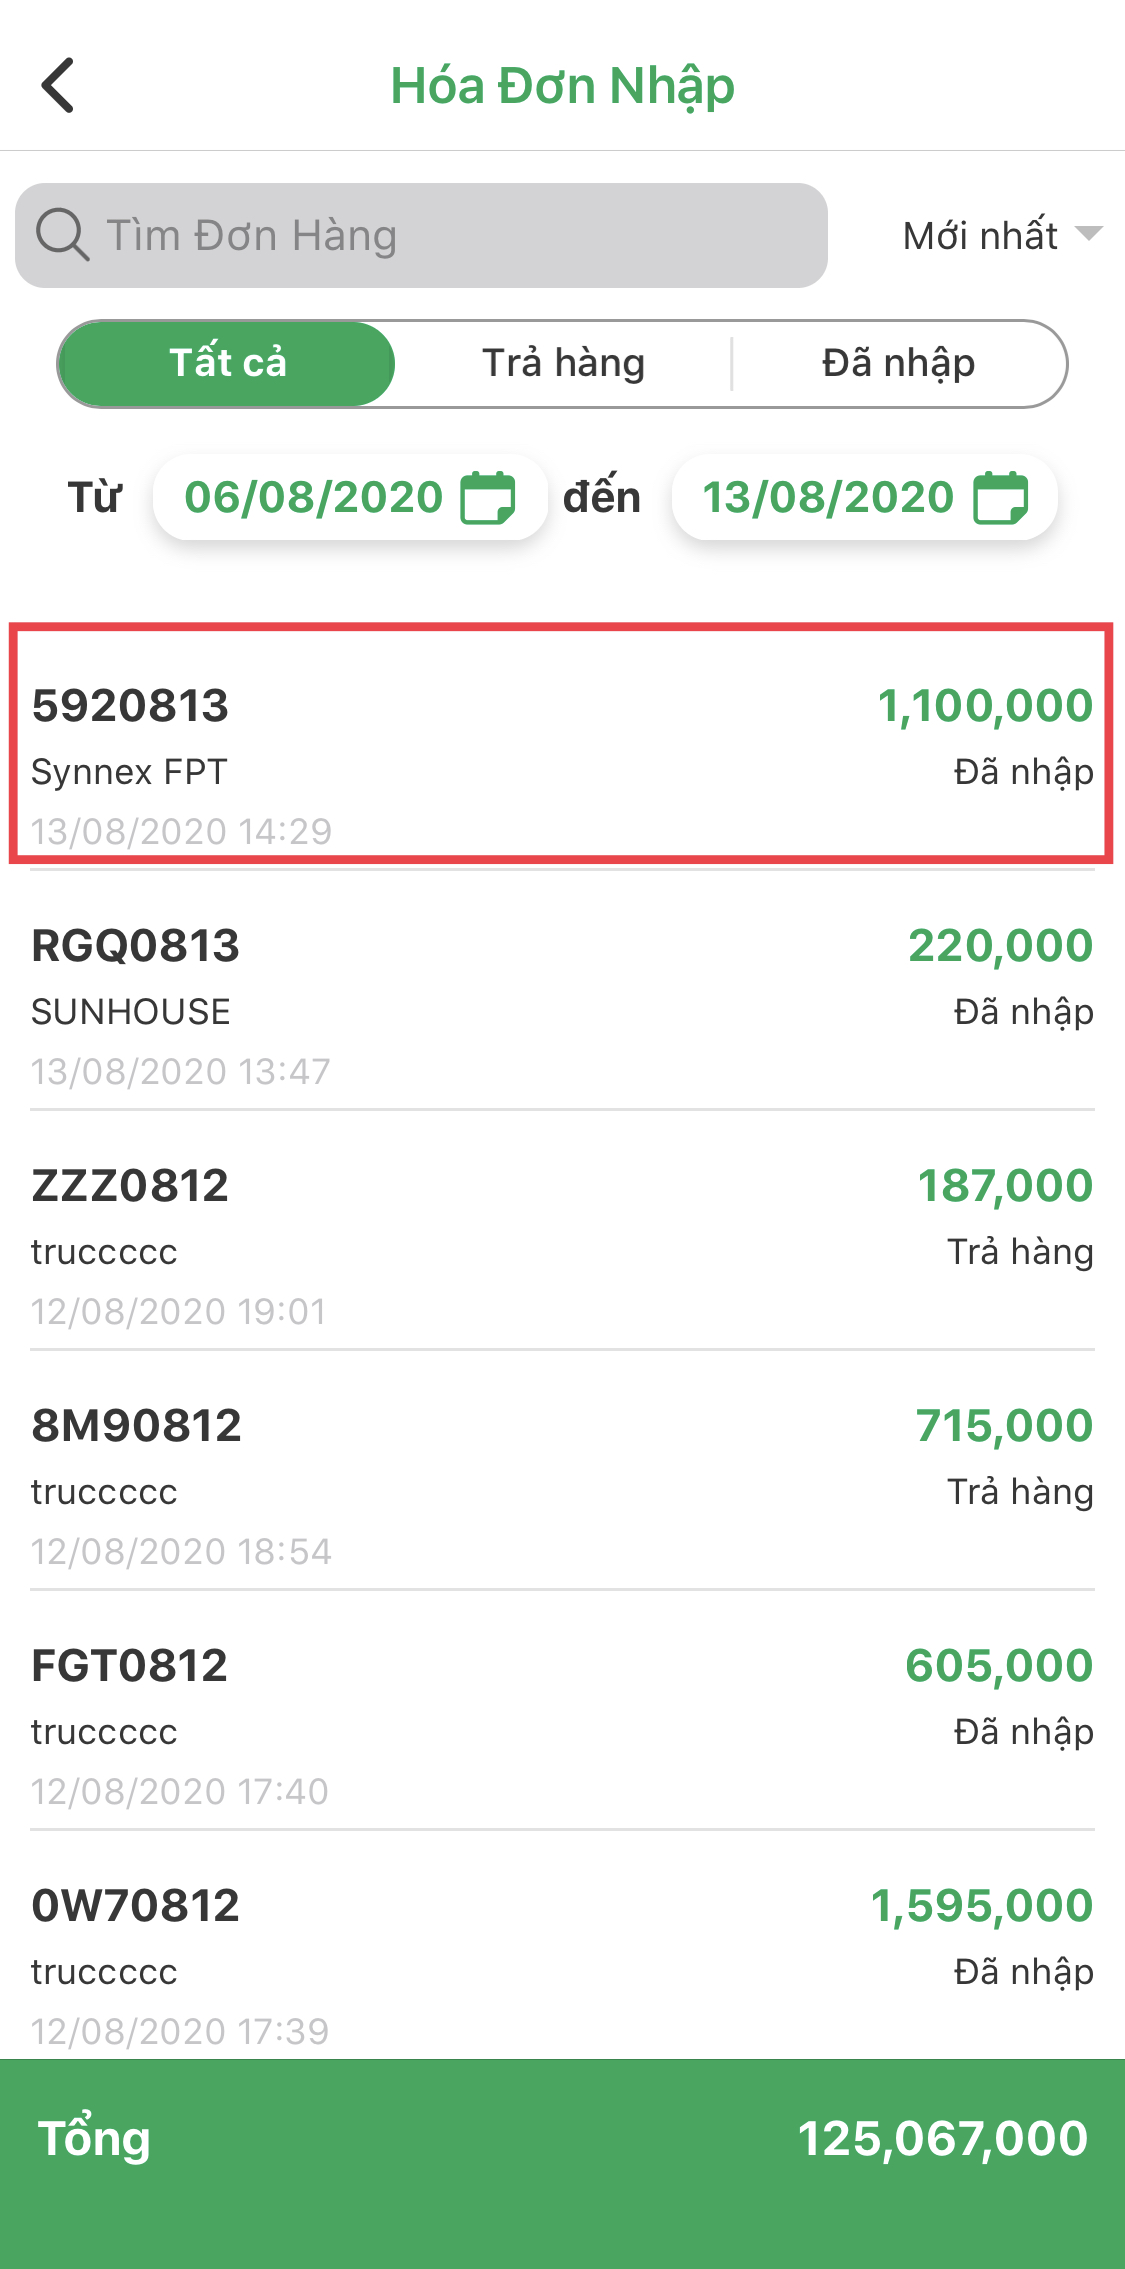 Hóa Đơn Nhập
Tìm Đơn Hàng
Mới nhất
Tất cả Trả hàng Đã nhập
Từ 06/08/2020 đến 13/08/2020
5920813 1,100,000
Synnex FPT Đã nhập
13/08/2020 14:29
RGQ0813 220,000
SUNHOUSE Đã nhập
13/08/2020 13:47
ZZZ0812 187,000
truccccc Trả hàng
12/08/2020 19:01
8M90812 715,000
truccccc Trả hàng
12/08/2020 18:54
FGT0812 605,000
truccccc Đã nhập
12/08/2020 17:40
0W70812 1,595,000
truccccc Đã nhập
12/08/2020 17:39
Tổng 125,067,000